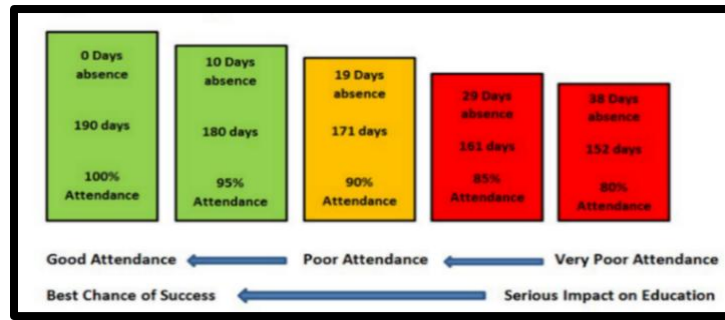 0 Days
absence
190 days
100%
Attendance
10 Days
absence
180 days
95%
Attendance
19 Days
absence
171 days
90%
Attendance
29 Days
absence
161 days
85%
Attendance
38 Days
absence
152 days
80%
Attendance
Good Attendance Poor Attendance Very Poor Attendance
Best Chance of Success Serious Impact on Education